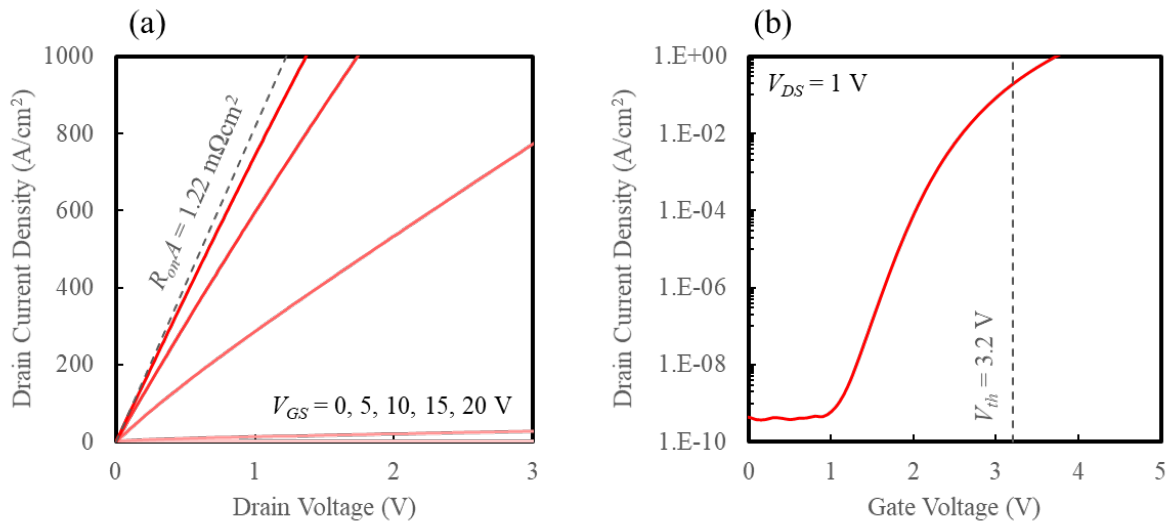 (a)
Drain Current Density (A/cm²)
1000
800
600
400
200
0
RonA = 1.22 mΩcm²
VGS = 0, 5, 10, 15, 20 V
0 1 2 3
Drain Voltage (V)
(b)
Drain Current Density (A/cm²)
1.E+00
1.E-02
1.E-04
1.E-06
1.E-08
1.E-10
VDS = 1 V
Vth = 3.2 V
0 1 2 3 4 5
Gate Voltage (V)